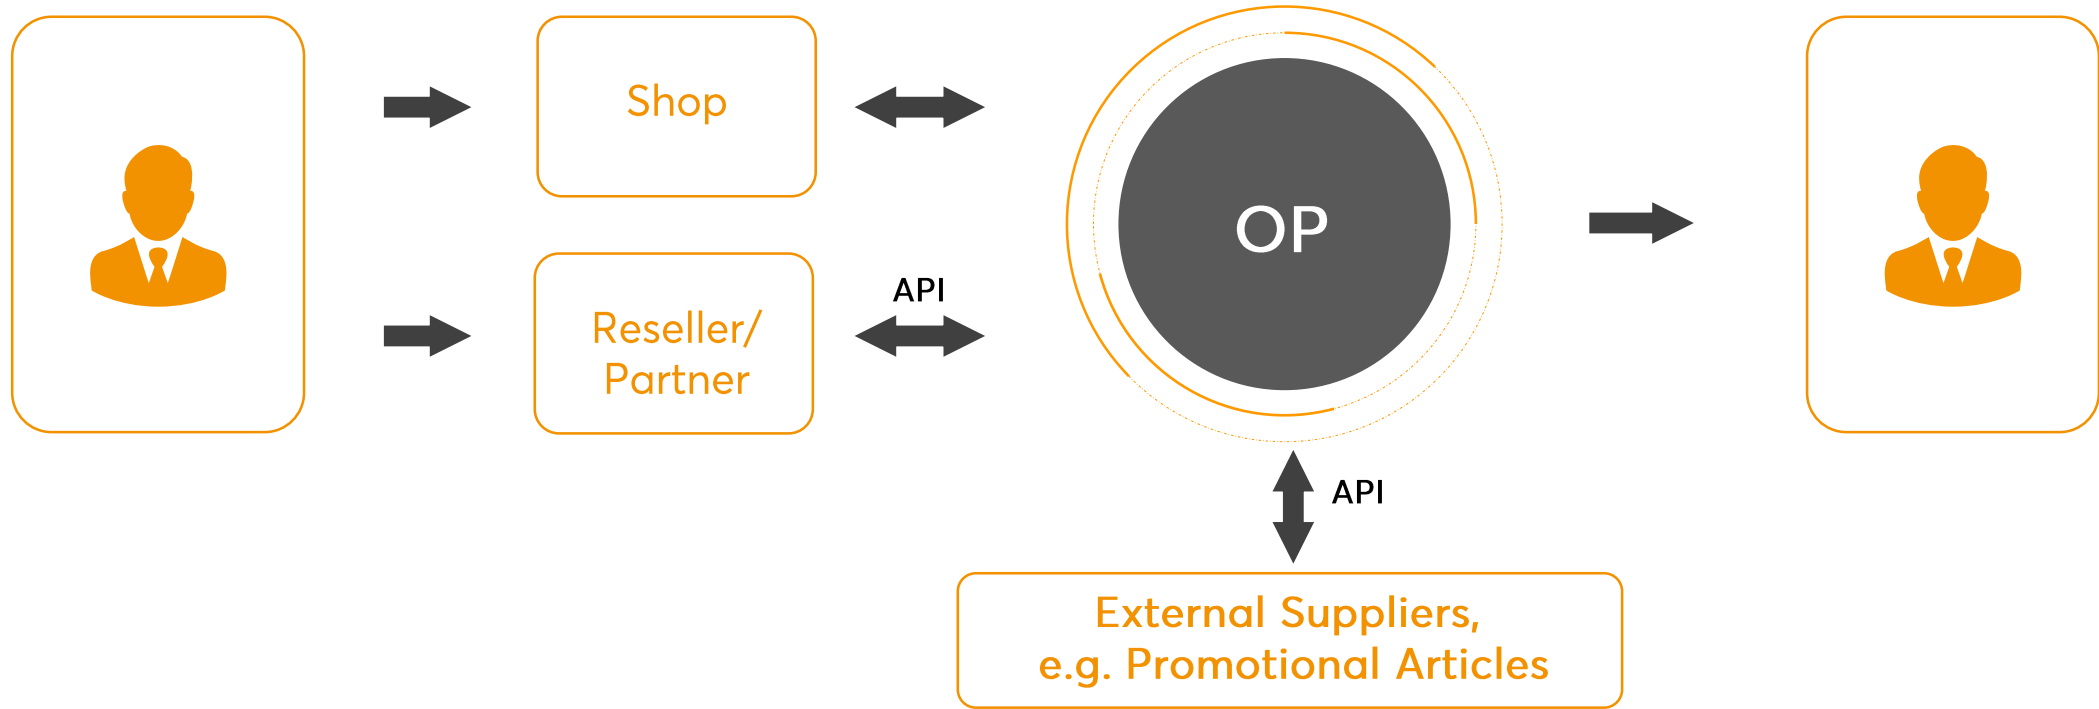 Shop
OP
API
Reseller/
Partner
API
External Suppliers,
e.g. Promotional Articles